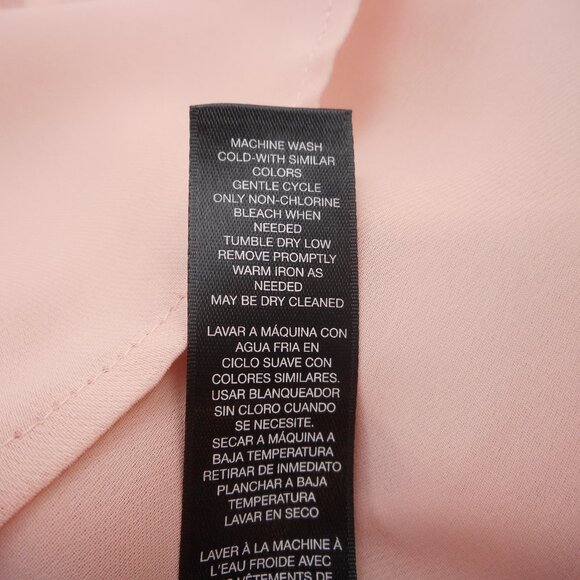 MACHINE WASH
COLD-WITH SIMILAR
COLORS
GENTLE CYCLE
ONLY NON-CHLORINE
BLEACH WHEN
NEEDED
TUMBLE DRY LOW
REMOVE PROMPTLY
WARM IRON AS
NEEDED
MAY BE DRY CLEANED
LAVAR A MÁQUINA CON
AGUA FRIA EN
CICLO SUAVE CON
COLORES SIMILARES.
USAR BLANQUEADOR
SIN CLORO CUANDO
SE NECESITE.
SECAR A MÁQUINA A
BAJA TEMPERATURA
RETIRAR DE INMEDIATO
PLANCHAR A BAJA
TEMPERATURA
LAVAR EN SECO
LAVER À LA MACHINE À
L'EAU FROIDE AVEC
VÊTEMENTS DE